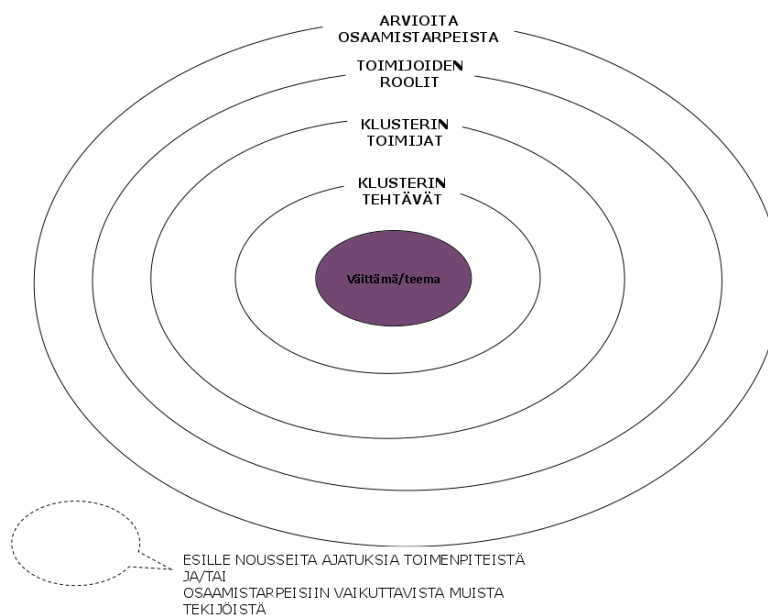 ARVIOITA
OSAAMISTARPEISTA
TOIMIJOIDEN
ROOLIT
KLUSTERIN
TOIMIJAT
KLUSTERIN
TEHTÄVÄT
Väittämä/teema
ESILLE NOUSSEITA AJATUKSIA TOIMENPITEISTÄ
JA/TAI
OSAAMISTARPEISIIN VAIKUTTAVISTA MUISTA
TEKIJÖISTÄ